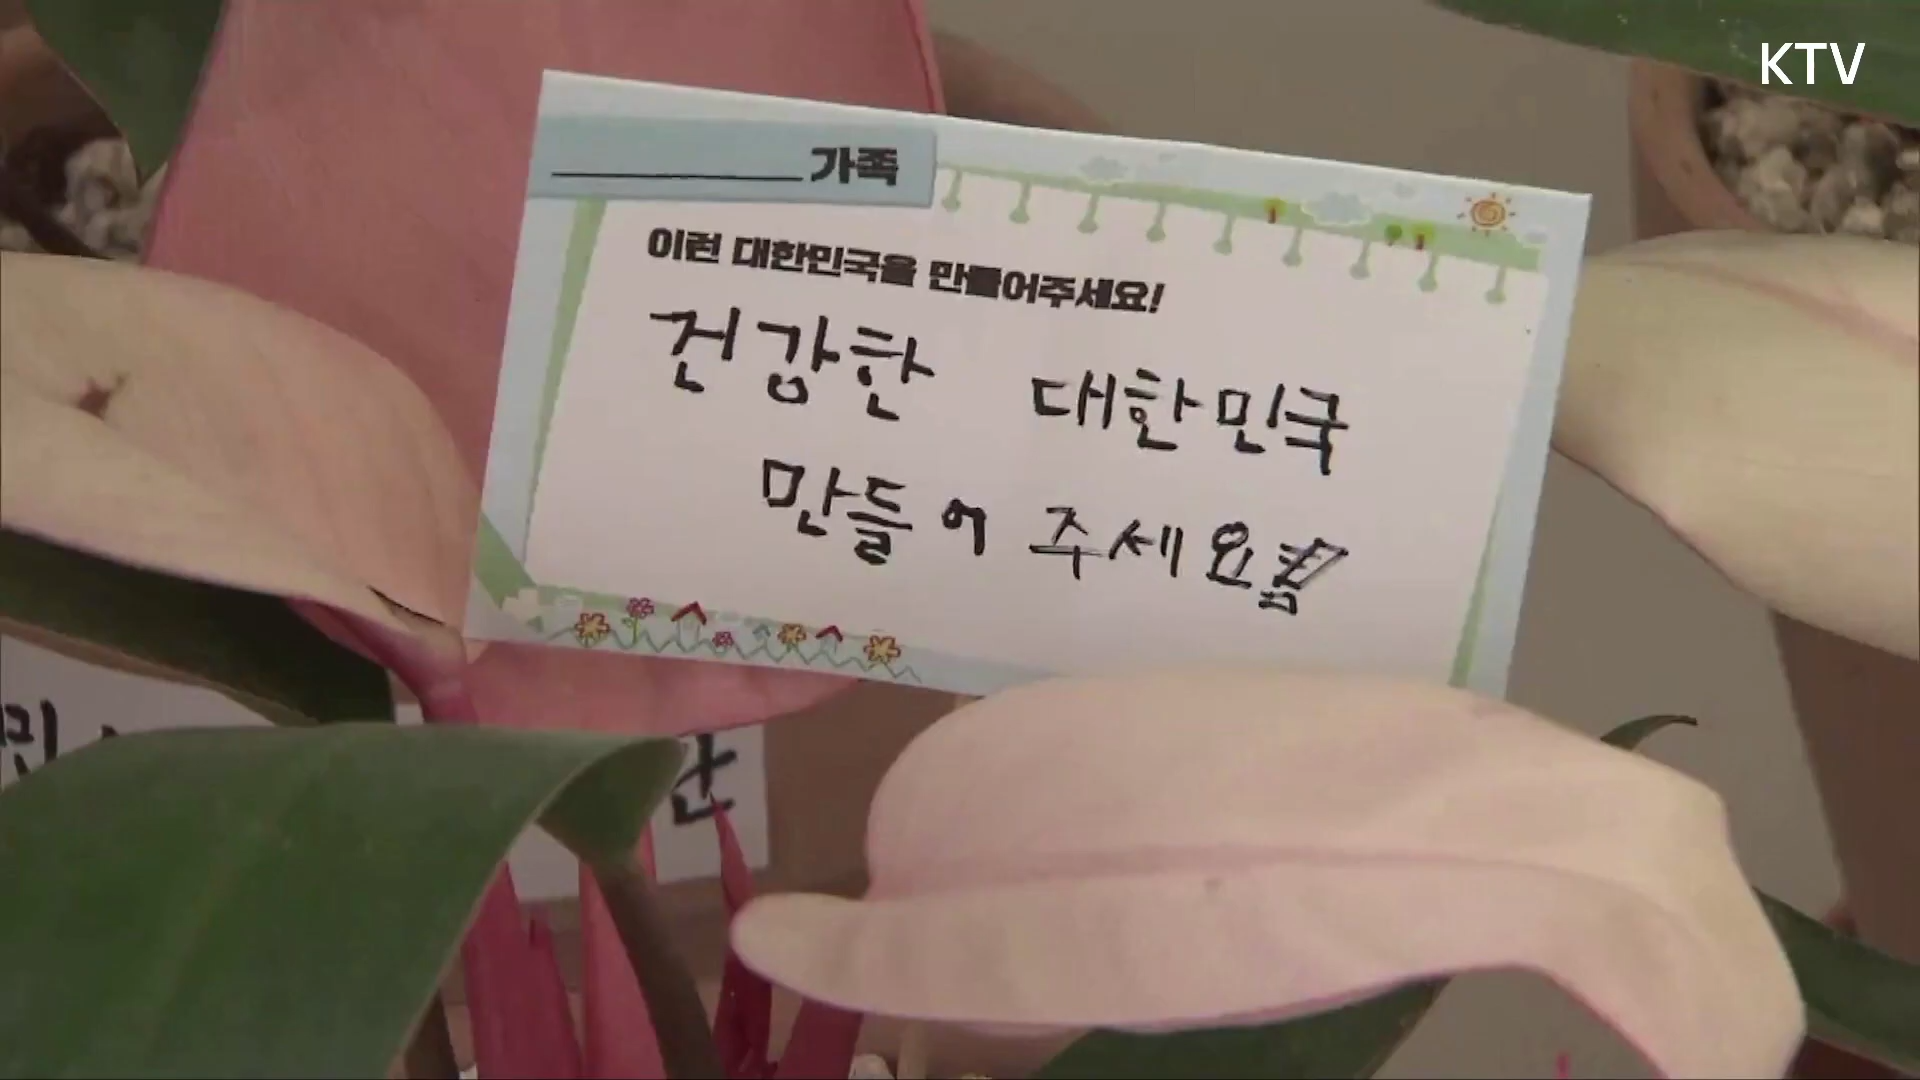 KTV
가족
이런 대한민국을 만들어주세요!
건강한 대한민국
만들어 주세요